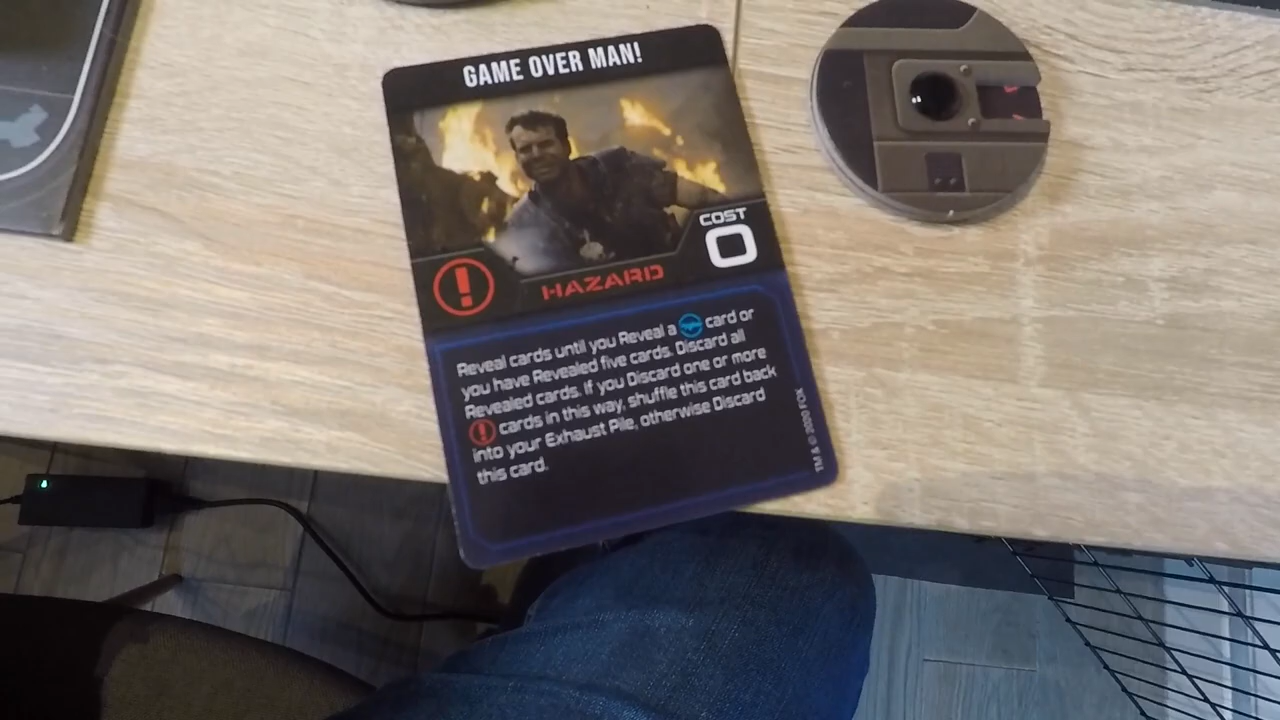 GAME OVER MAN!
COST
0
HAZARD
Reveal cards until you Reveal a card or
you have Revealed five cards. Discard all
Revealed cards. If you Discard one or more
cards in this way, shuffle this card back
into your Exhaust Pile, otherwise Discard
this card.
TM & © 2020 FOX